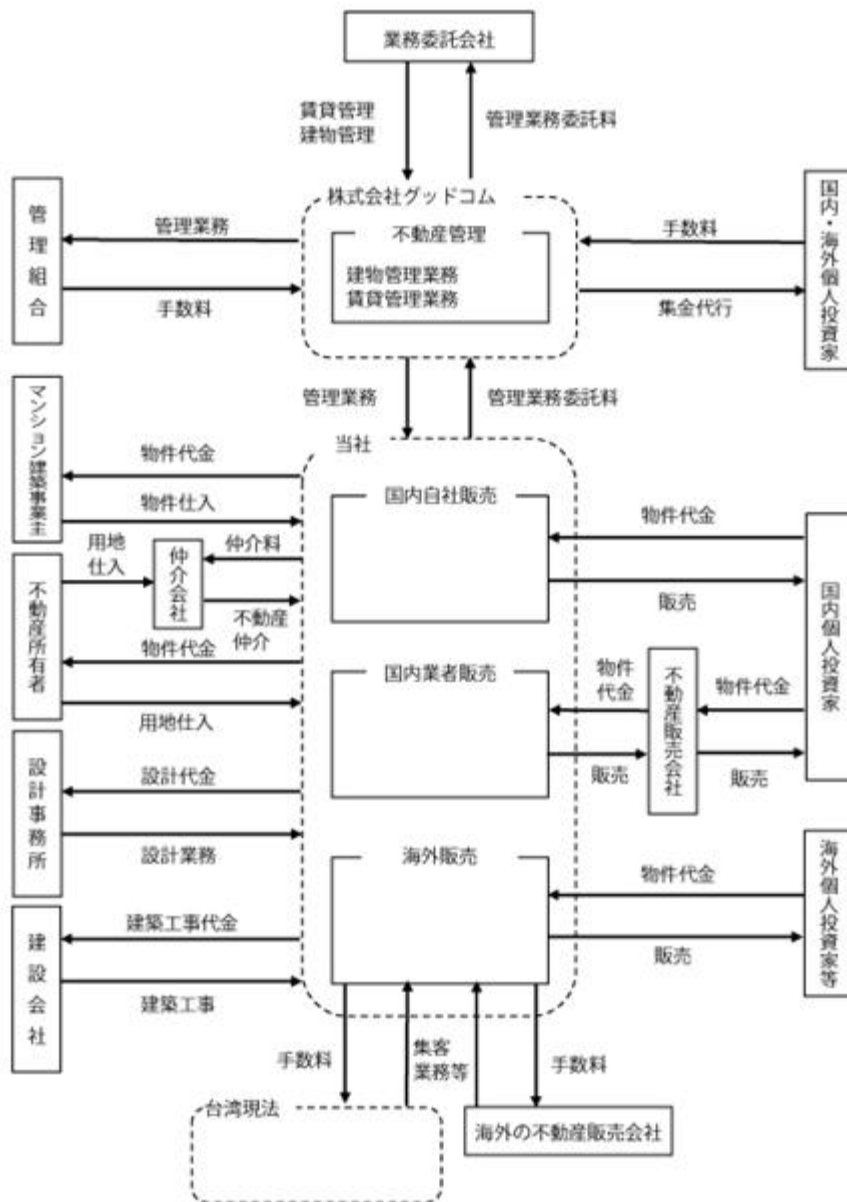 業務委託会社
賃貸管理
建物管理
管理業務委託料
株式会社グッドコム
不動産管理
建物管理業務
賃貸管理業務
管理組合
管理業務
手数料
手数料
集金代行
国内・海外個人投資家
管理業務
管理業務委託料
当社
マンション建築事業主
物件代金
物件仕入
国内自社販売
物件代金
販売
用地
仕入
仲介会社
仲介料
不動産
仲介
不動産所有者
物件代金
用地仕入
国内個人投資家
国内業者販売
物件
代金
販売
不動産販売会社
物件代金
販売
設計事務所
設計代金
設計業務
海外販売
物件代金
販売
海外個人投資家等
建設会社
建築工事代金
建築工事
手数料
集客
業務等
手数料
台湾現法
海外の不動産販売会社